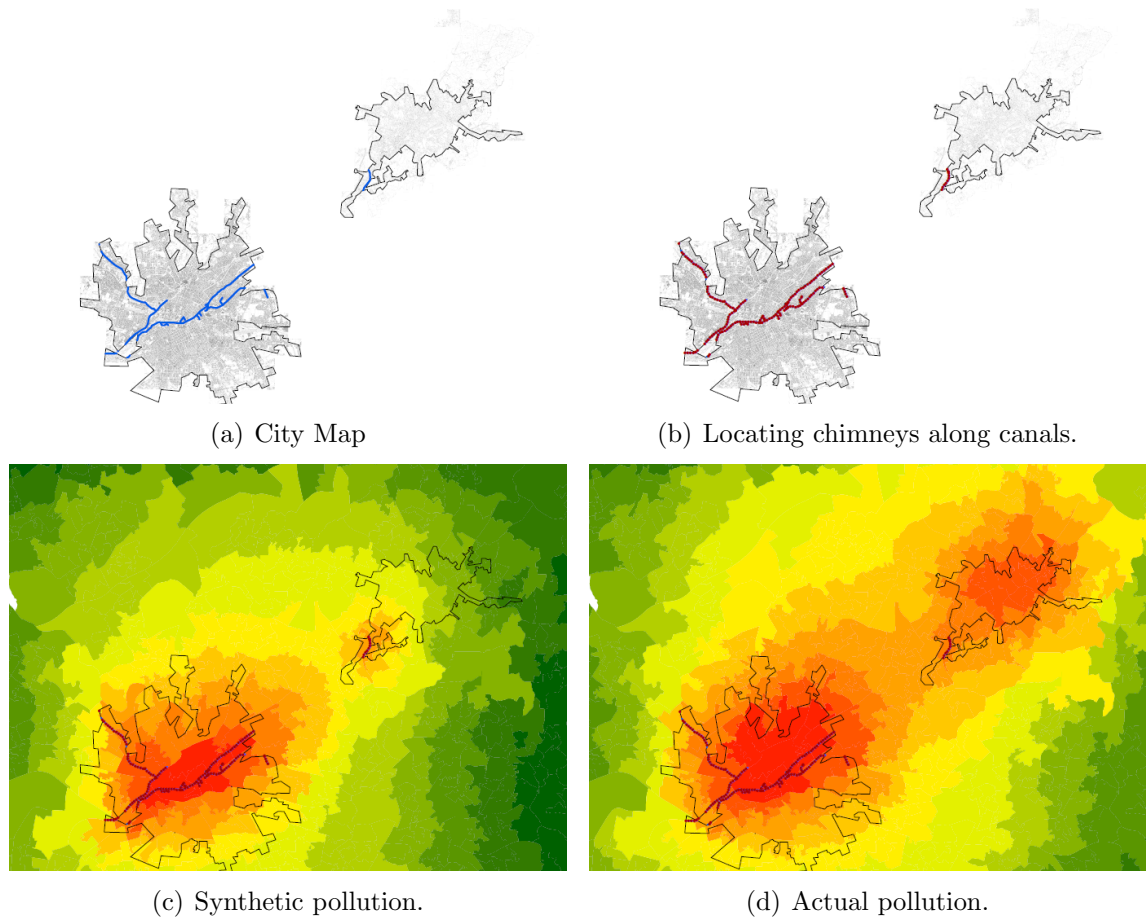 (a) City Map
(b) Locating chimneys along canals.
(c) Synthetic pollution.
(d) Actual pollution.